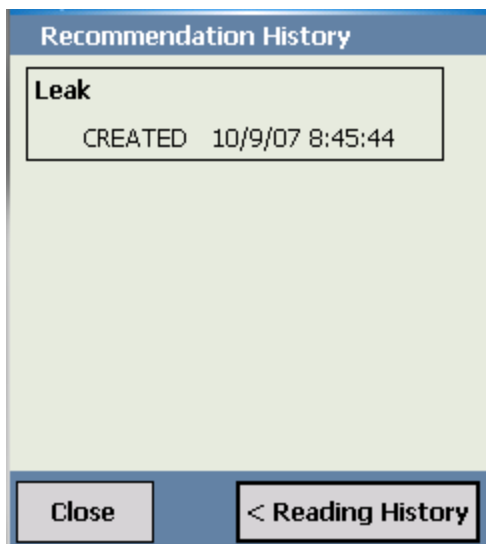 Recommendation History
Leak
CREATED 10/9/07 8:45:44
Close
< Reading History